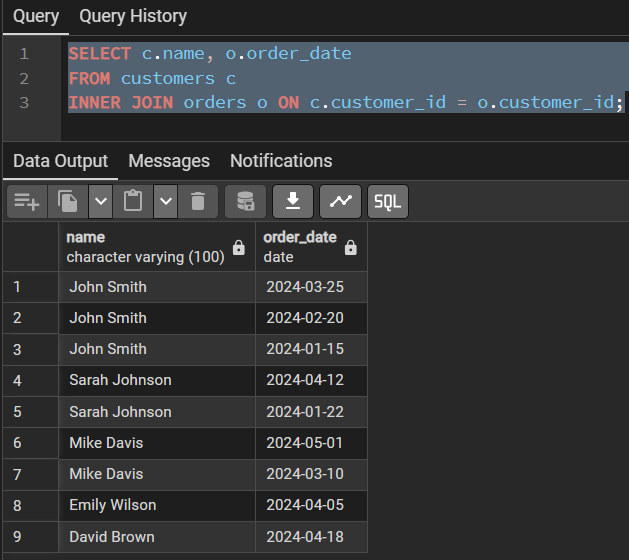 Query Query History
1 SELECT c.name, o.order_date
2 FROM customers c
3 INNER JOIN orders o ON c.customer_id = o.customer_id;
Data Output Messages Notifications
SQL
name order_date
character varying (100) date
1 John Smith 2024-03-25
2 John Smith 2024-02-20
3 John Smith 2024-01-15
4 Sarah Johnson 2024-04-12
5 Sarah Johnson 2024-01-22
6 Mike Davis 2024-05-01
7 Mike Davis 2024-03-10
8 Emily Wilson 2024-04-05
9 David Brown 2024-04-18